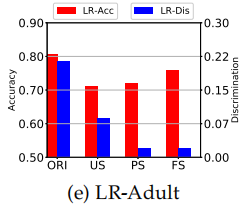 LR-Acc LR-Dis
0.90 0.30
0.80 0.22
0.70 0.15
0.60 0.07
0.50 0.00
Accuracy
Discrimination
ORI US PS FS
(e) LR-Adult